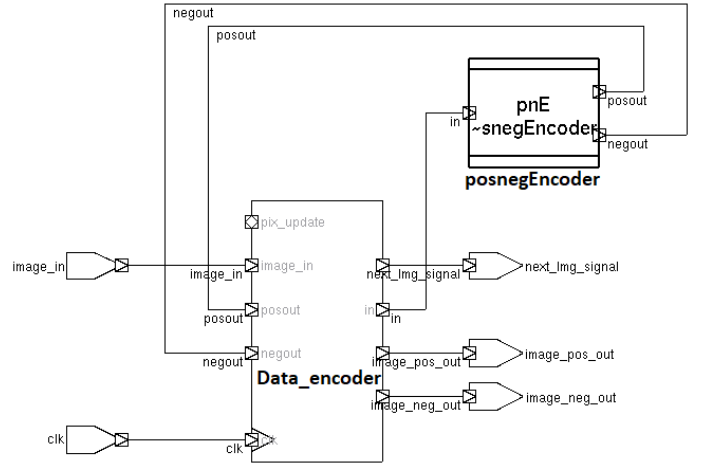 negout
posout
pnE
~snegEncoder
in
posout
negout
posnegEncoder
pix_update
image_in
image_in
image_in
next_Img_signal
next_Img_signal
posout
posout
in
in
negout
negout
image_pos_out
image_pos_out
Data_encoder
image_neg_out
image_neg_out
clk
clk
clk